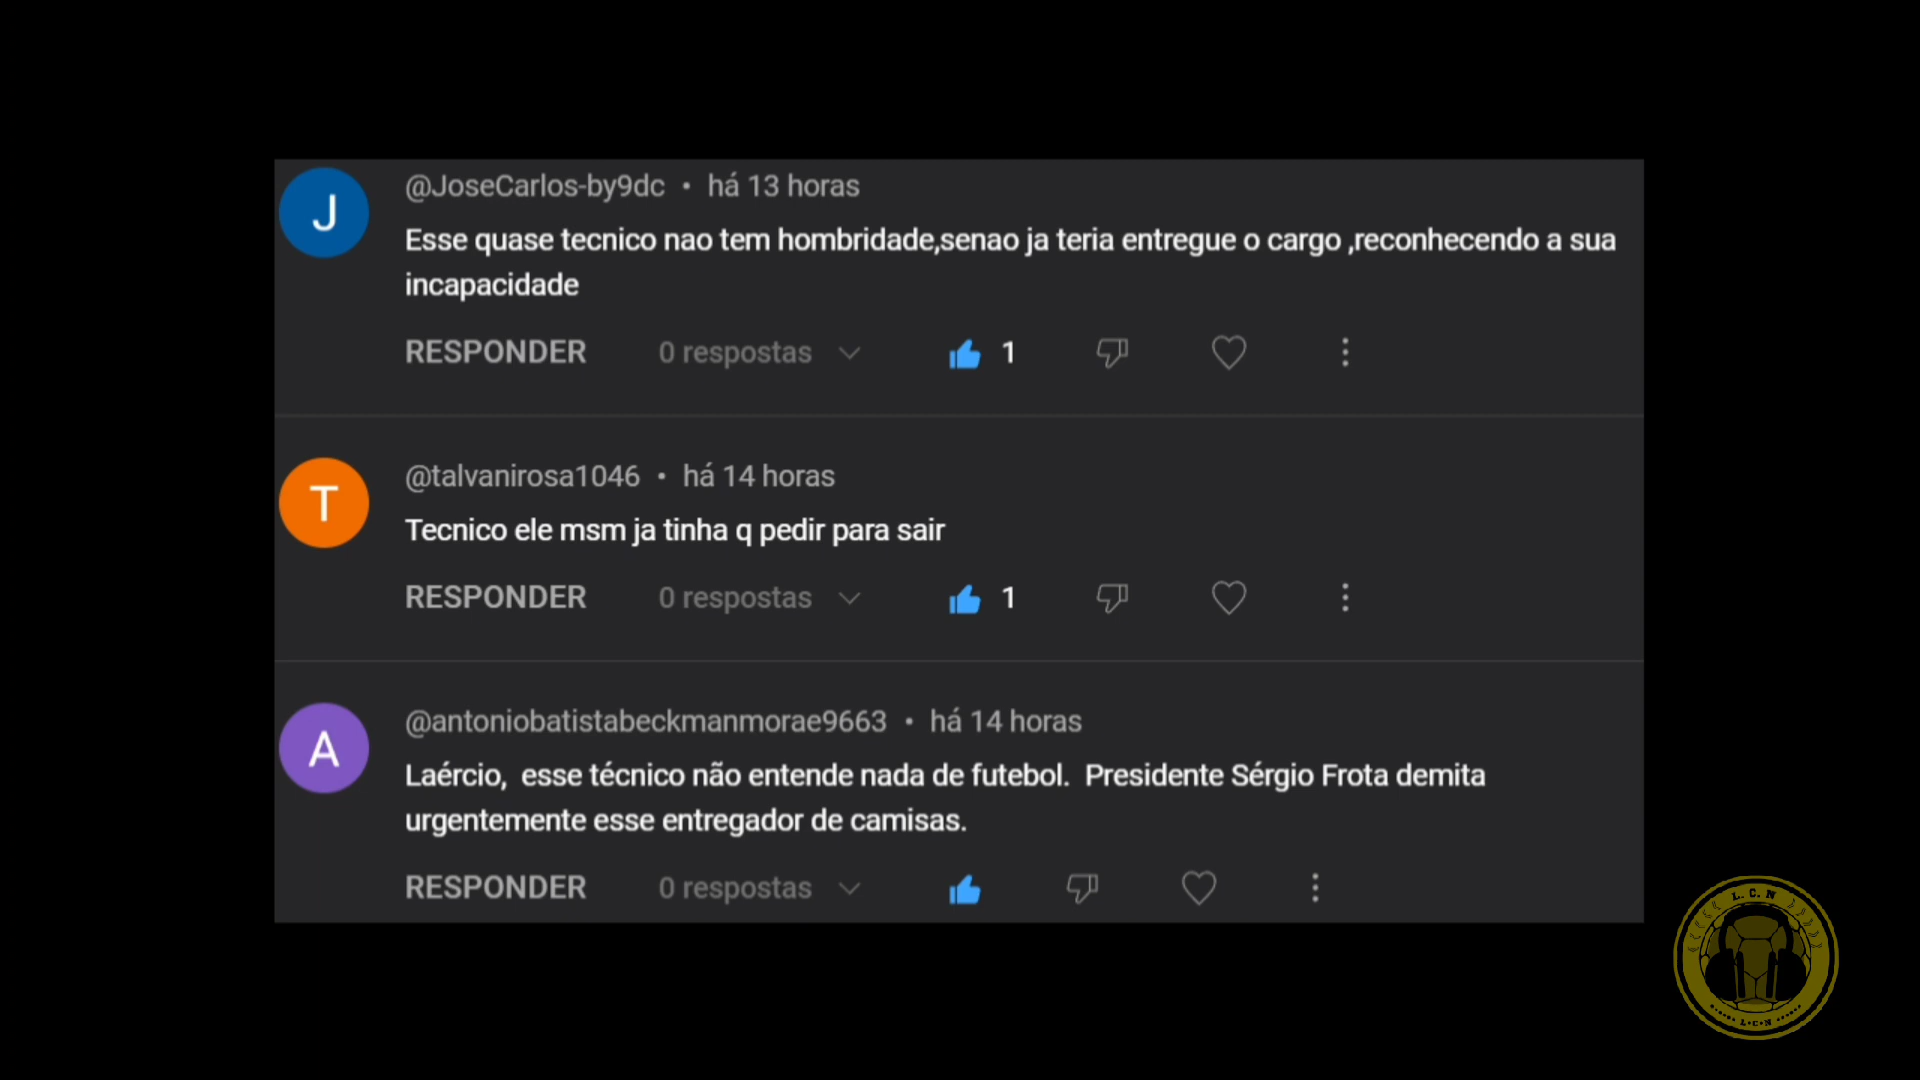 J
@JoseCarlos-by9dc • há 13 horas
Esse quase tecnico nao tem hombridade,senao ja teria entregue o cargo ,reconhecendo a sua
incapacidade
RESPONDER 0 respostas 1
T
@talvanirosa1046 • há 14 horas
Tecnico ele msm ja tinha q pedir para sair
RESPONDER 0 respostas 1
A
@antoniobatistabeckmanmorae9663 • há 14 horas
Laércio,  esse técnico não entende nada de futebol.  Presidente Sérgio Frota demita
urgentemente esse entregador de camisas.
RESPONDER 0 respostas
L. C. N
L•C•N